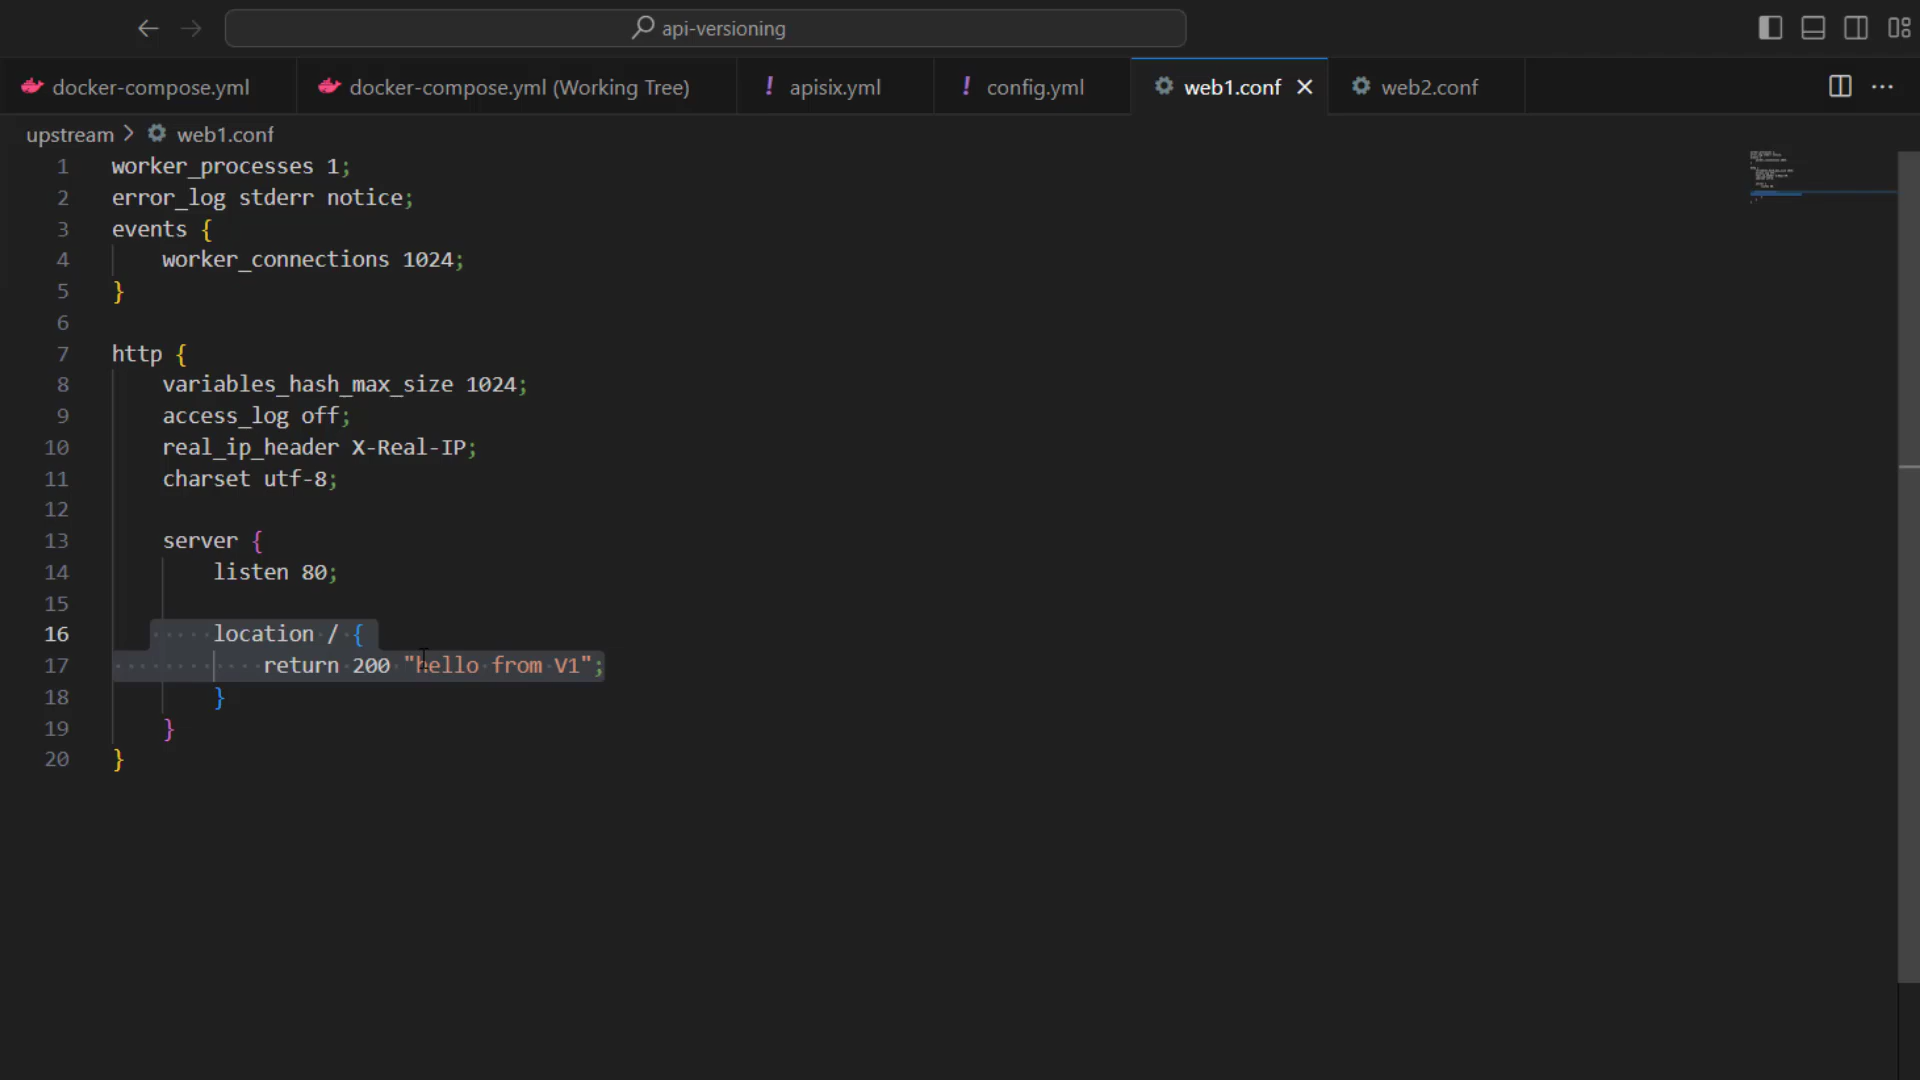 api-versioning
docker-compose.yml docker-compose.yml (Working Tree) ! apisix.yml ! config.yml web1.conf web2.conf
upstream > web1.conf
1 worker_processes 1;
2 error_log stderr notice;
3 events {
4 worker_connections 1024;
5 }
6
7 http {
8 variables_hash_max_size 1024;
9 access_log off;
10 real_ip_header X-Real-IP;
11 charset utf-8;
12
13 server {
14 listen 80;
15
16 location / {
17 return 200 "hello from V1";
18 }
19 }
20 }